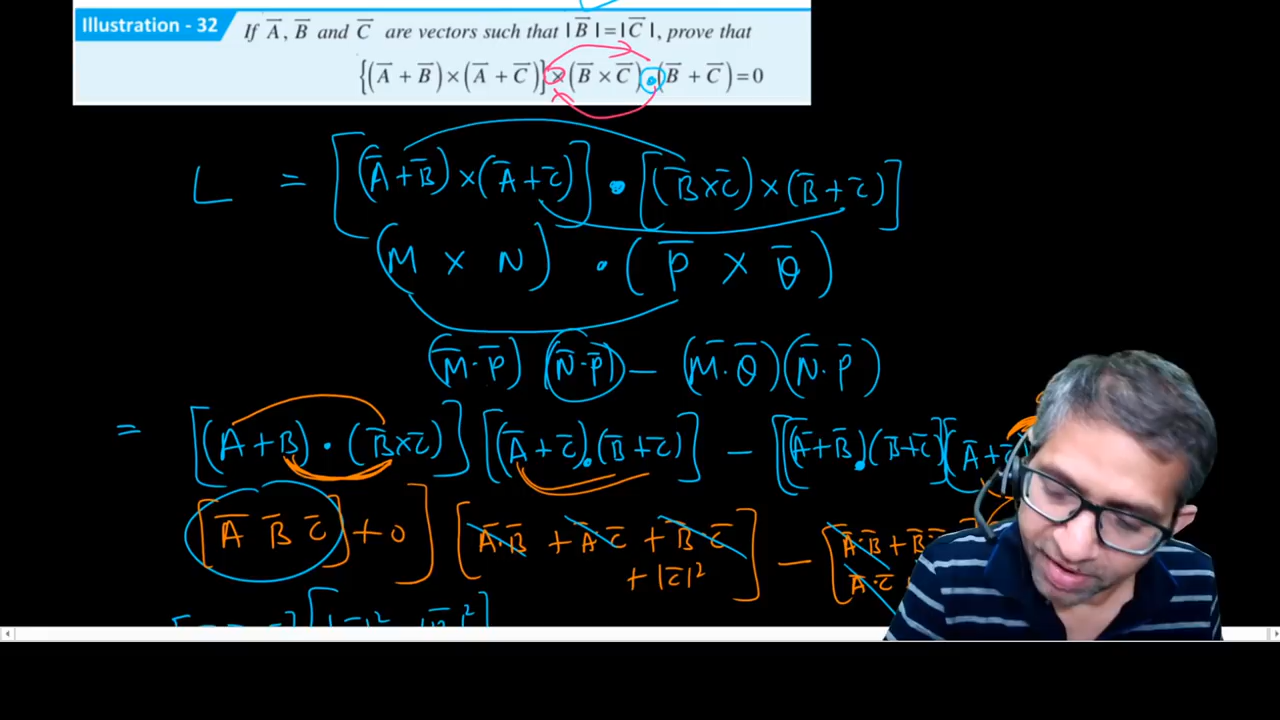 Illustration - 32 If A̅, B̅ and C̅ are vectors such that |B̅| = |C̅|, prove that
{(A̅ + B̅) × (A̅ + C̅)} × (B̅ × C̅) • (B̅ + C̅) = 0
L = [(A̅+B̅) × (A̅+C̅)] • [(B̅×C̅) × (B̅+C̅)]
(M × N) • (P̅ × Q̅)
(M̅·P̅) (N̅·P̅) − (M̅·Q̅)(N̅·P̅)
= [(A+B) • (B̅×C̅)] [(A̅+C̅).(B̅+C̅)] − [(A̅+B̅).(B+C̅)][(A̅+C̅
[A̅ B̅ C̅] + 0] [A̅.B̅ + A̅ C̅ + B̅ C̅ − [A̅·B̅ + B̅
+ |C̅|² ] A̅·C̅